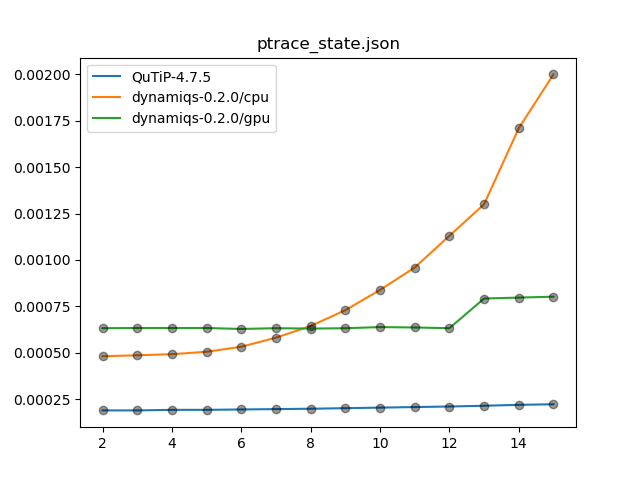 ptrace_state.json
QuTiP-4.7.5
dynamiqs-0.2.0/cpu
dynamiqs-0.2.0/gpu
0.00200
0.00175
0.00150
0.00125
0.00100
0.00075
0.00050
0.00025
2 4 6 8 10 12 14